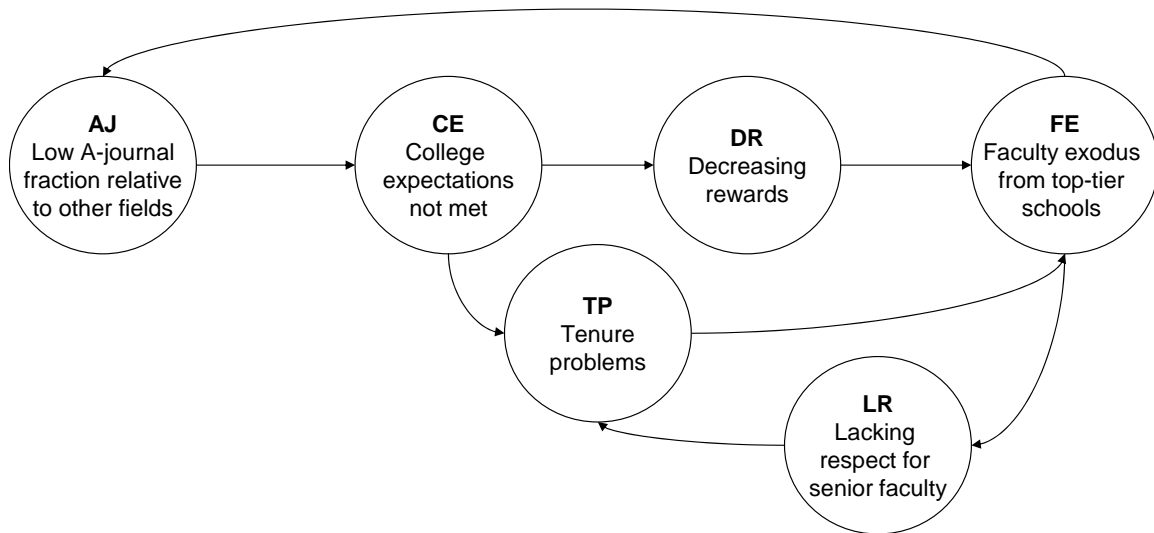 AJ
Low A-journal
fraction relative
to other fields
CE
College
expectations
not met
DR
Decreasing
rewards
FE
Faculty exodus
from top-tier
schools
TP
Tenure
problems
LR
Lacking
respect for
senior faculty